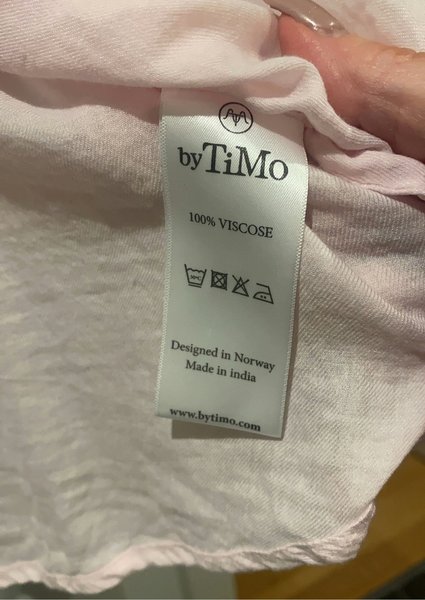 byTiMo
100% VISCOSE
Designed in Norway
Made in india
www.bytimo.com